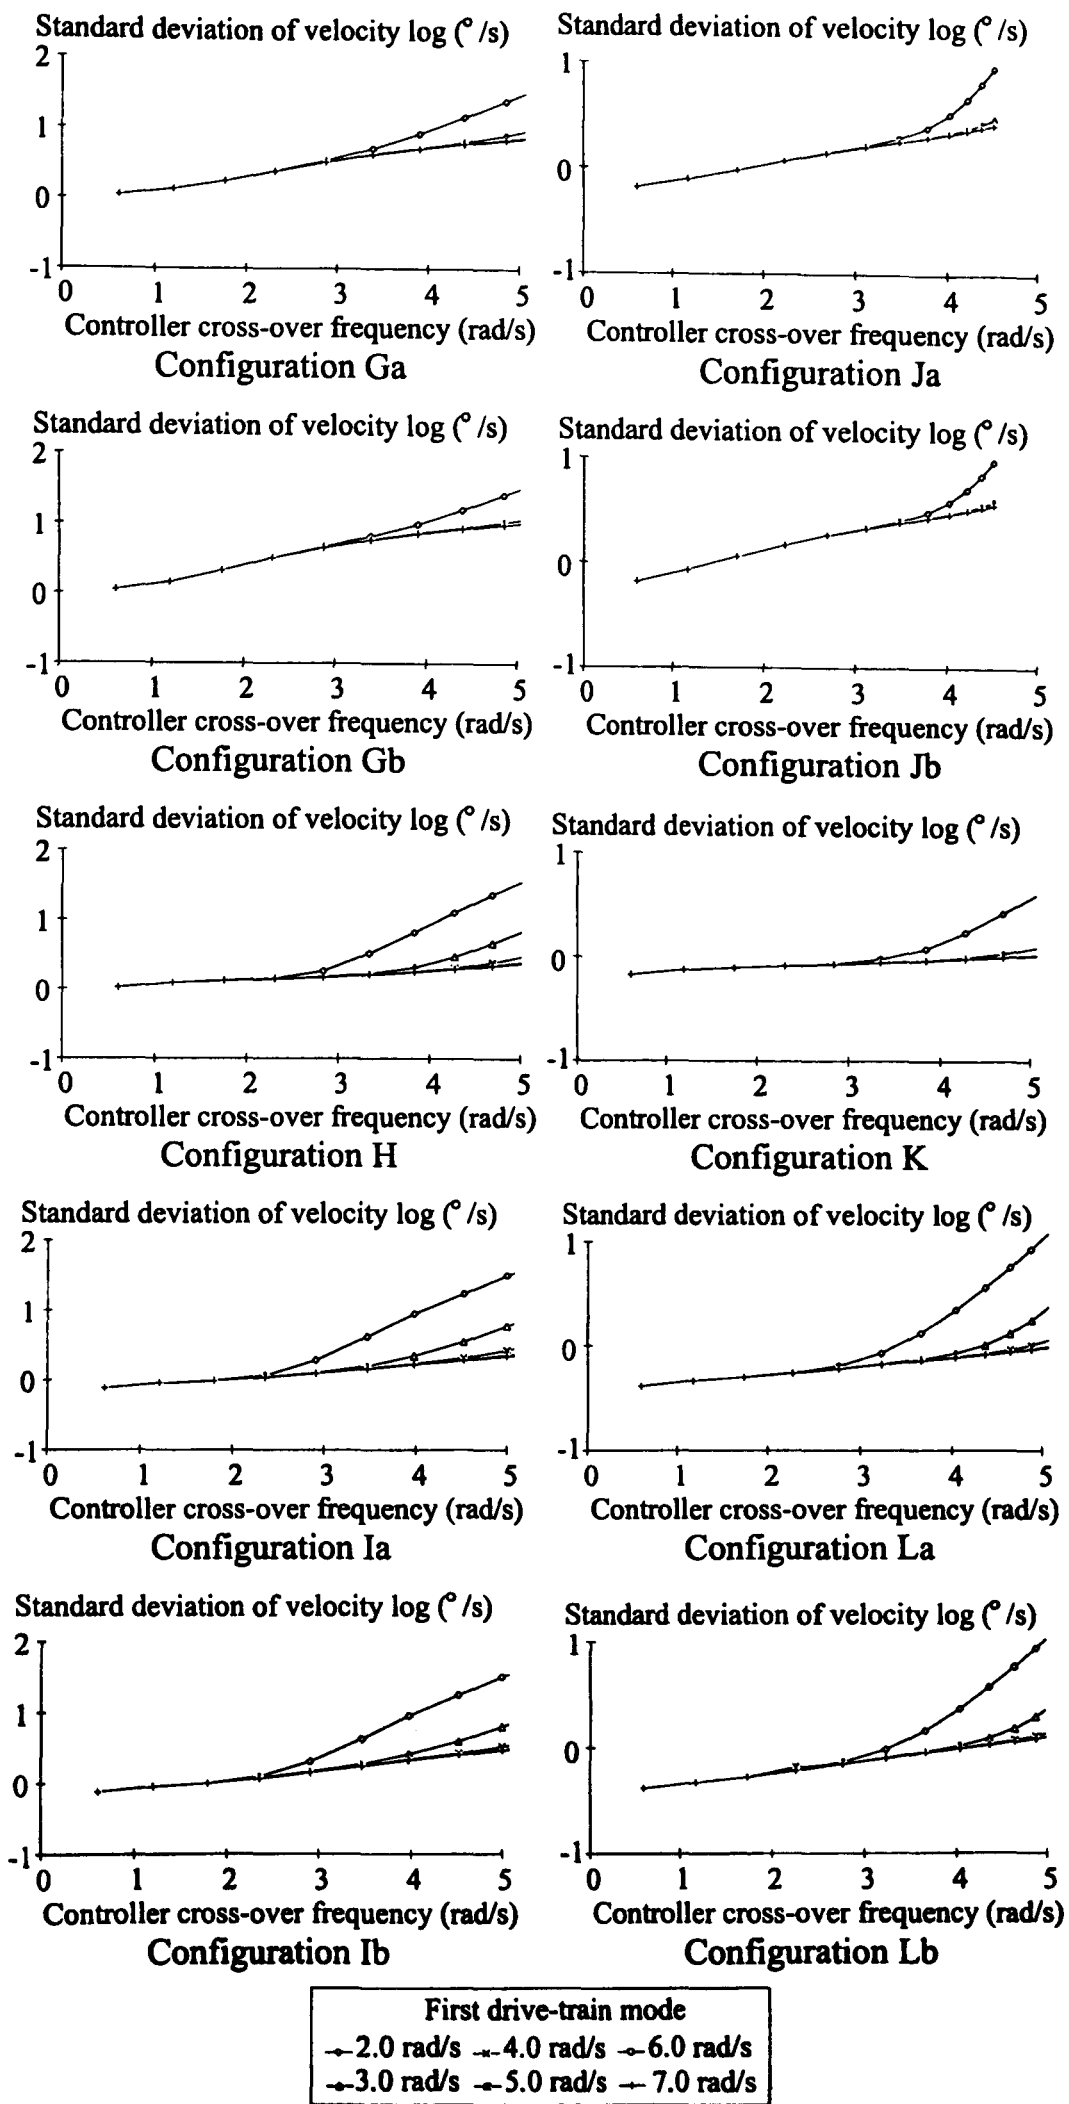 Standard deviation of velocity log (°/s)
2
1
0
-1
0 1 2 3 4 5
Controller cross-over frequency (rad/s)
Configuration Ga
Standard deviation of velocity log (°/s)
1
0
-1
0 1 2 3 4 5
Controller cross-over frequency (rad/s)
Configuration Ja
Standard deviation of velocity log (°/s)
2
1
0
-1
0 1 2 3 4 5
Controller cross-over frequency (rad/s)
Configuration Gb
Standard deviation of velocity log (°/s)
1
0
-1
0 1 2 3 4 5
Controller cross-over frequency (rad/s)
Configuration Jb
Standard deviation of velocity log (°/s)
2
1
0
-1
0 1 2 3 4 5
Controller cross-over frequency (rad/s)
Configuration H
Standard deviation of velocity log (°/s)
1
0
-1
0 1 2 3 4 5
Controller cross-over frequency (rad/s)
Configuration K
Standard deviation of velocity log (°/s)
2
1
0
-1
0 1 2 3 4 5
Controller cross-over frequency (rad/s)
Configuration Ia
Standard deviation of velocity log (°/s)
1
0
-1
0 1 2 3 4 5
Controller cross-over frequency (rad/s)
Configuration La
Standard deviation of velocity log (°/s)
2
1
0
-1
0 1 2 3 4 5
Controller cross-over frequency (rad/s)
Configuration Ib
Standard deviation of velocity log (°/s)
1
0
-1
0 1 2 3 4 5
Controller cross-over frequency (rad/s)
Configuration Lb
First drive-train mode
2.0 rad/s 4.0 rad/s 6.0 rad/s
3.0 rad/s 5.0 rad/s 7.0 rad/s